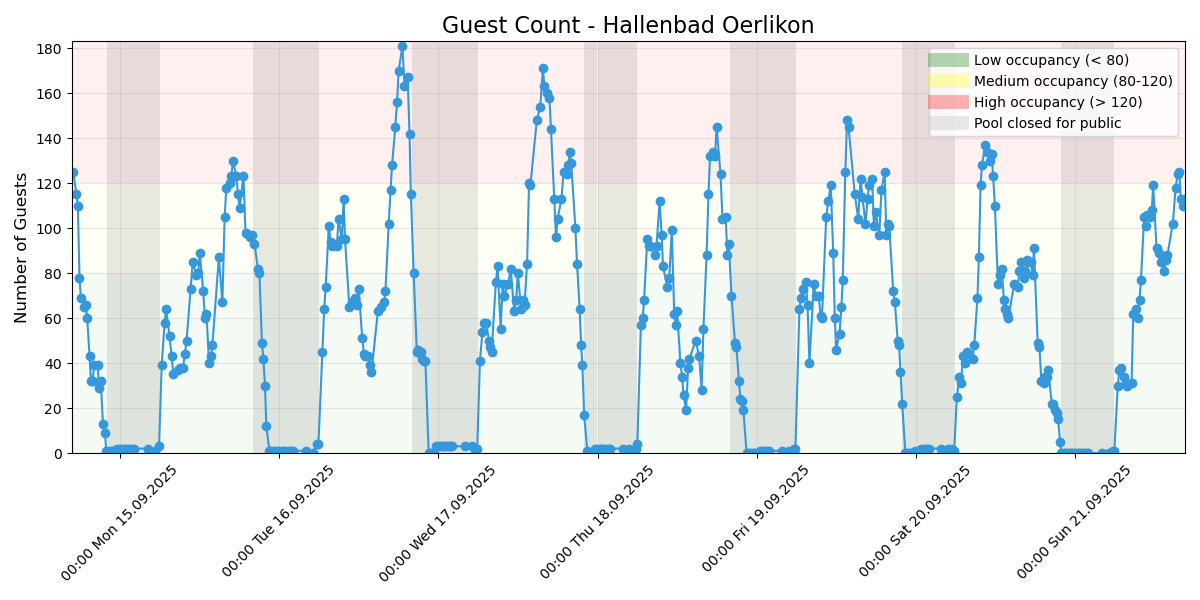 Guest Count - Hallenbad Oerlikon
Number of Guests
180
160
140
120
100
80
60
40
20
0
Low occupancy (< 80)
Medium occupancy (80-120)
High occupancy (> 120)
Pool closed for public
00:00 Mon 15.09.2025
00:00 Tue 16.09.2025
00:00 Wed 17.09.2025
00:00 Thu 18.09.2025
00:00 Fri 19.09.2025
00:00 Sat 20.09.2025
00:00 Sun 21.09.2025